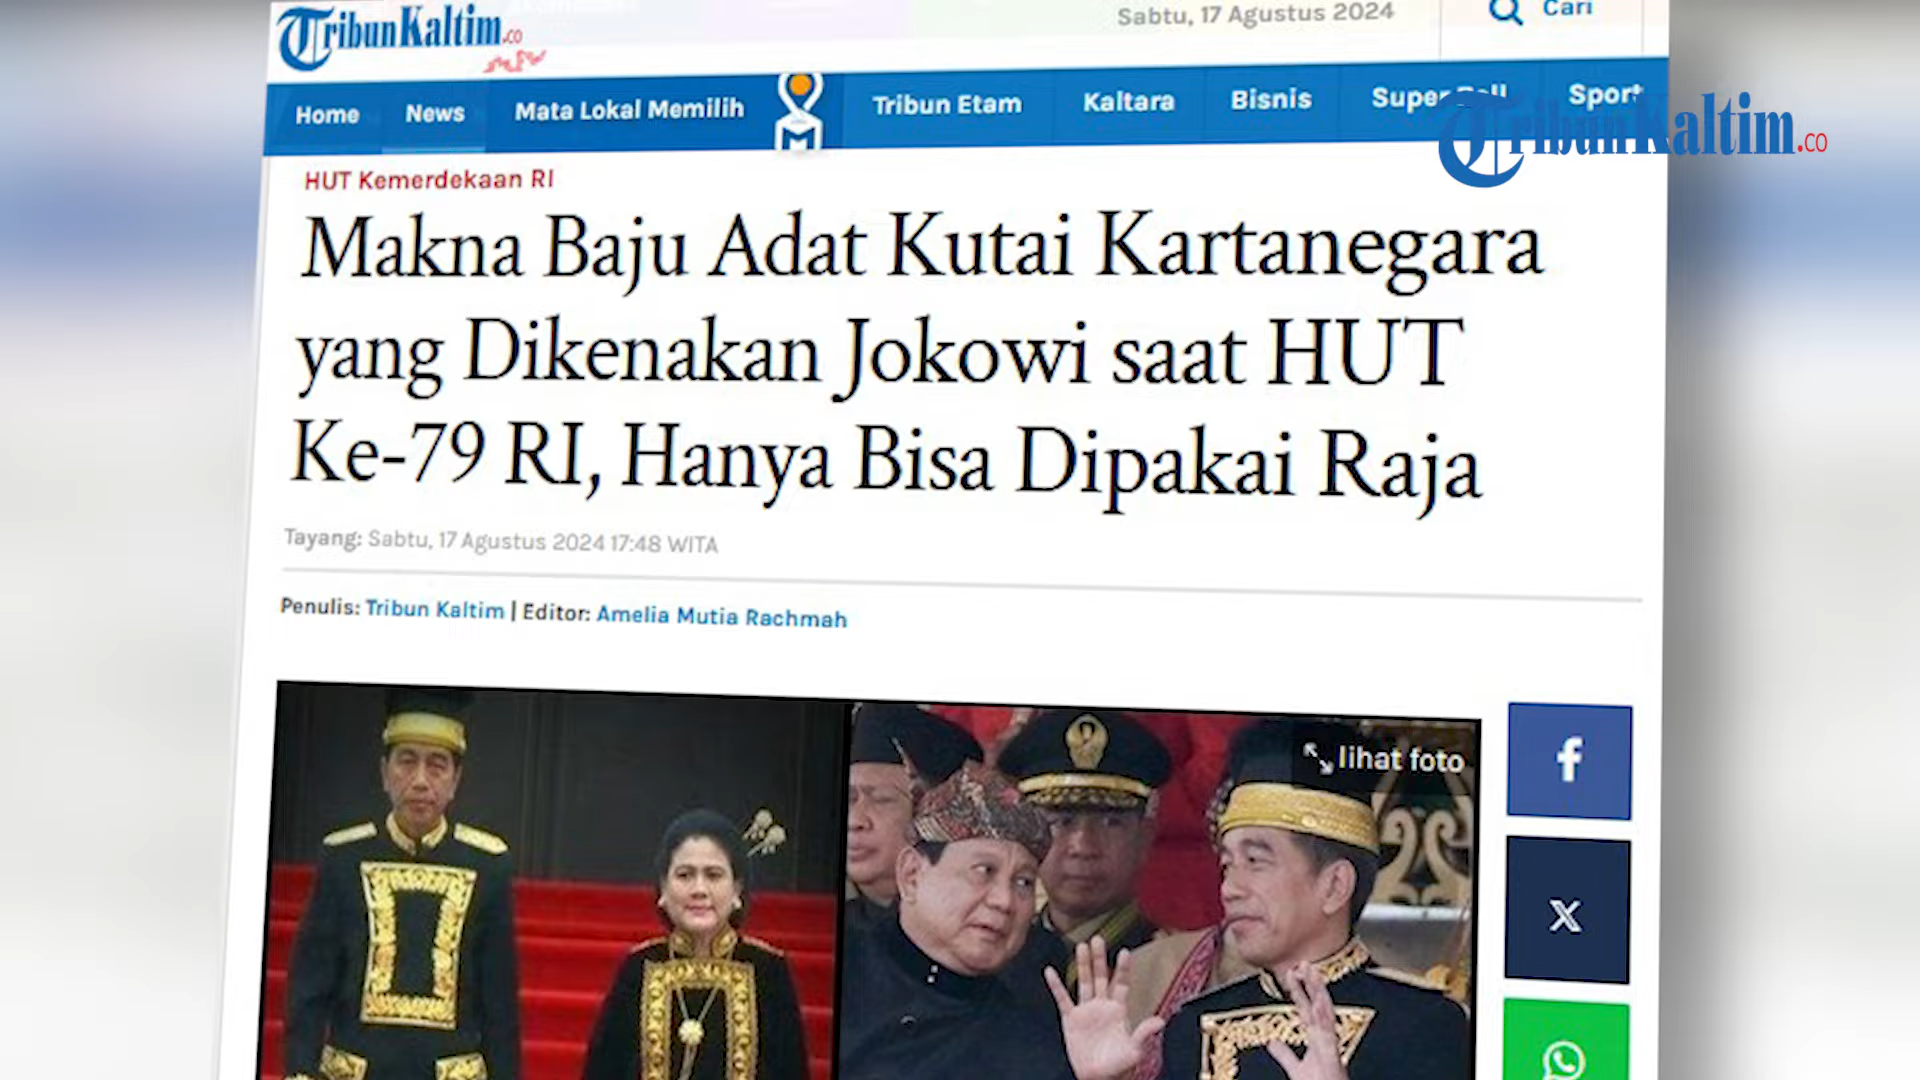 TribunKaltim.co
Sabtu, 17 Agustus 2024
Cari
Home
News
Mata Lokal Memilih
Tribun Etam
Kaltara
Bisnis
Super Ball
Sport
TribunKaltim.co
HUT Kemerdekaan RI
Makna Baju Adat Kutai Kartanegara
yang Dikenakan Jokowi saat HUT
Ke-79 RI, Hanya Bisa Dipakai Raja
Tayang: Sabtu, 17 Agustus 2024 17:48 WITA
Penulis: Tribun Kaltim | Editor: Amelia Mutia Rachmah
lihat foto